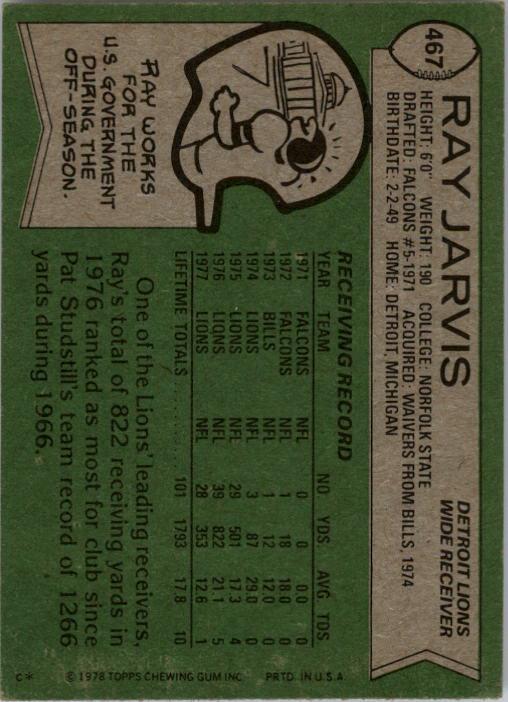 467
RAY JARVIS
DETROIT LIONS
WIDE RECEIVER
HEIGHT: 6'0" WEIGHT: 190 COLLEGE: NORFOLK STATE
DRAFTED: FALCONS #5-1971 ACQUIRED: WAIVERS FROM BILLS, 1974
BIRTHDATE: 2-2-49 HOME: DETROIT, MICHIGAN
RAY WORKS
FOR THE
U.S. GOVERNMENT
DURING THE
OFF-SEASON.
RECEIVING RECORD
YEAR TEAM NO YDS. AVG. TDS
1971 FALCONS NFL 0 0 0.0 0
1972 FALCONS NFL 1 18 18.0 0
1973 BILLS NFL 1 12 12.0 0
1974 LIONS NFL 3 87 29.0 0
1975 LIONS NFL 29 501 17.3 4
1976 LIONS NFL 39 822 21.1 5
1977 LIONS NFL 28 353 12.6 1
LIFETIME TOTALS .......... 101 1793 17.8 10
One of the Lions' leading receivers,
Ray's total of 822 receiving yards in
1976 ranked as most for club since
Pat Studstill's team record of 1266
yards during 1966.
C* © 1978 TOPPS CHEWING GUM INC PRTD. IN U.S.A.